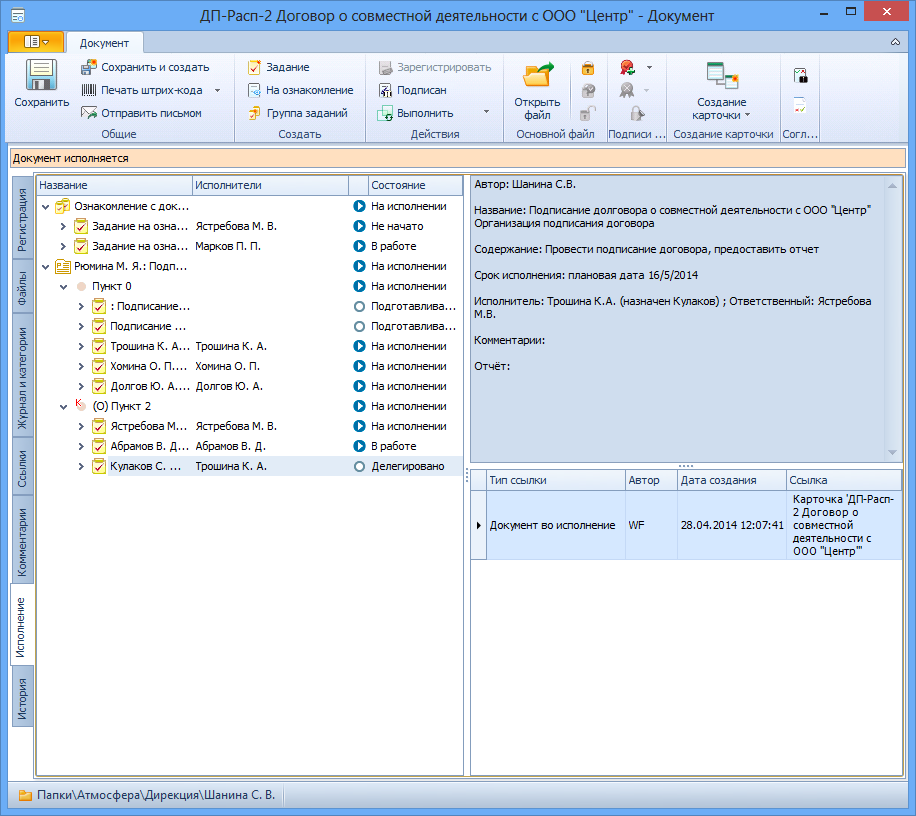 ДП-Расп-2 Договор о совместной деятельности с ООО "Центр" - Документ
Документ
Сохранить
Сохранить и создать
Печать штрих-кода
Отправить письмом
Общие
Задание
На ознакомление
Группа заданий
Создать
Зарегистрировать
Подписан
Выполнить
Действия
Открыть
файл
Основной файл
Подписи ...
Создание
карточки
Создание карточки
Согл...
Документ исполняется
Регистрация
Файлы
Журнал и категории
Ссылки
Комментарии
Исполнение
История
Название Исполнители Состояние
Ознакомление с док... На исполнении
Задание на озна... Ястребова М. В. Не начато
Задание на озна... Марков П. П. В работе
Рюмина М. Я.: Подп... На исполнении
Пункт 0 На исполнении
: Подписание... Подготавлива...
Подписание ... Подготавлива...
Трошина К. А... Трошина К. А. На исполнении
Хомина О. П.... Хомина О. П. На исполнении
Долгов Ю. А.... Долгов Ю. А. На исполнении
К (О) Пункт 2 На исполнении
Ястребова М... Ястребова М. В. На исполнении
Абрамов В. Д... Абрамов В. Д. В работе
Кулаков С. ... Трошина К. А. Делегировано
Автор: Шанина С.В.
Название: Подписание долговора о совместной деятельности с ООО "Центр"
Организация подписания договора
Содержание: Провести подписание договора, предоставить отчет
Срок исполнения: плановая дата 16/5/2014
Исполнитель: Трошина К.А. (назначен Кулаков) ; Ответственный: Ястребова
М.В.
Комментарии:
Отчёт:
Тип ссылки Автор Дата создания Ссылка
Документ во исполнение WF 28.04.2014 12:07:41 Карточка 'ДП-Расп-
2 Договор о
совместной
деятельности с
ООО "Центр"'
Папки\Атмосфера\Дирекция\Шанина С. В.